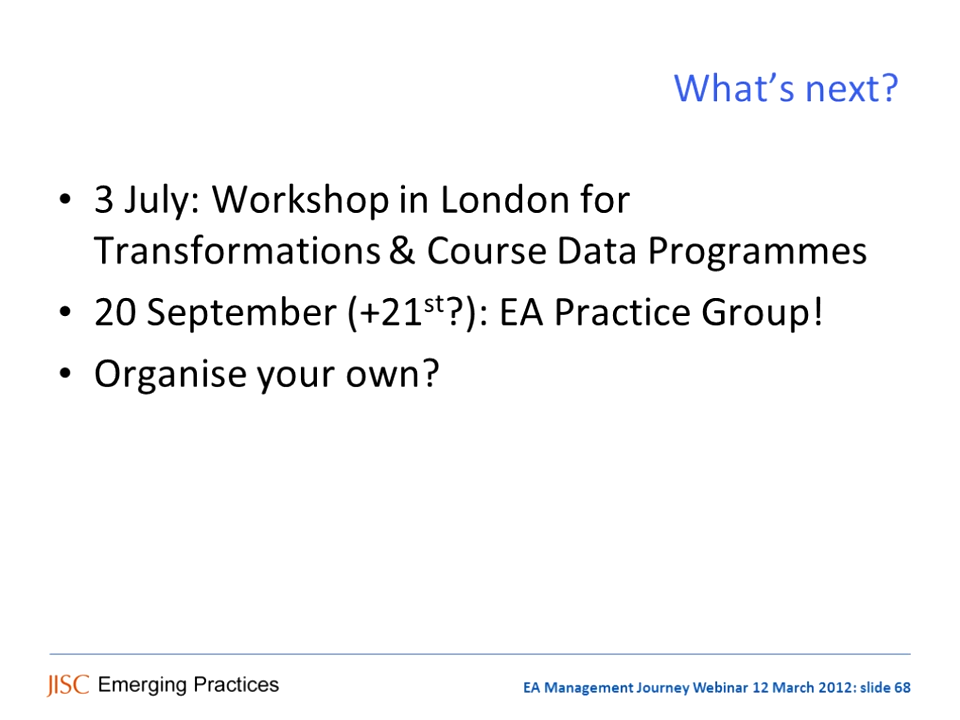 What's next?
• 3 July: Workshop in London for
Transformations & Course Data Programmes
• 20 September (+21st?): EA Practice Group!
• Organise your own?
JISC Emerging Practices
EA Management Journey Webinar 12 March 2012: slide 68